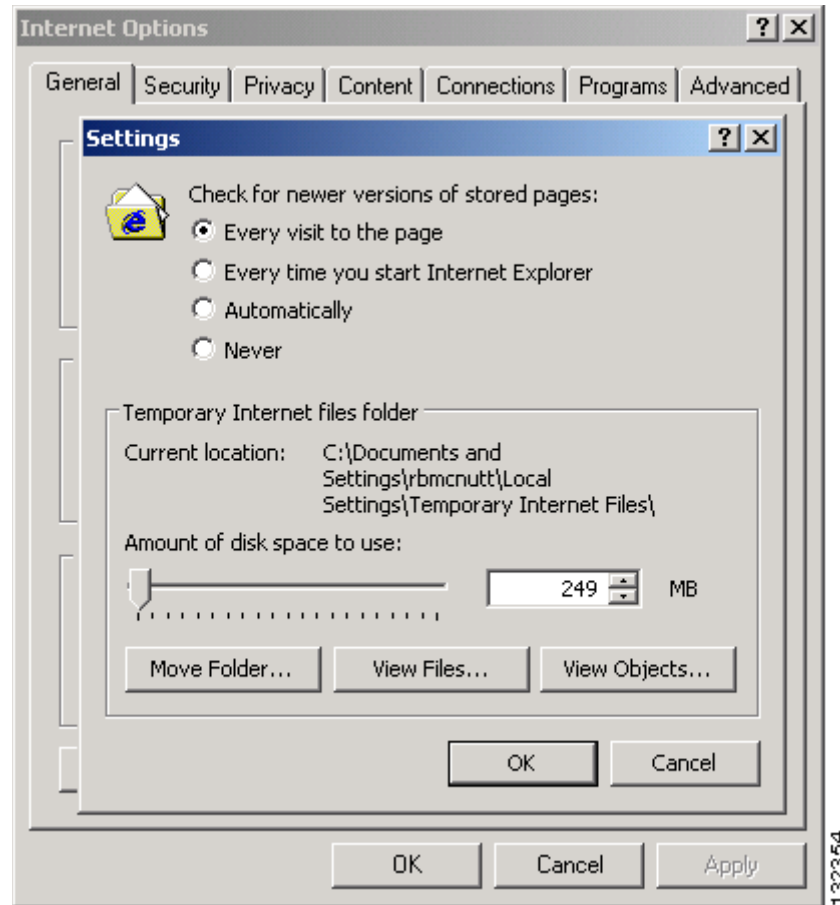 Internet Options
General Security Privacy Content Connections Programs Advanced
Settings
Check for newer versions of stored pages:
Every visit to the page
Every time you start Internet Explorer
Automatically
Never
Temporary Internet files folder
Current location: C:\Documents and
Settings\rbmcnutt\Local
Settings\Temporary Internet Files\
Amount of disk space to use:
249 MB
Move Folder... View Files... View Objects...
OK Cancel
OK Cancel Apply
132354